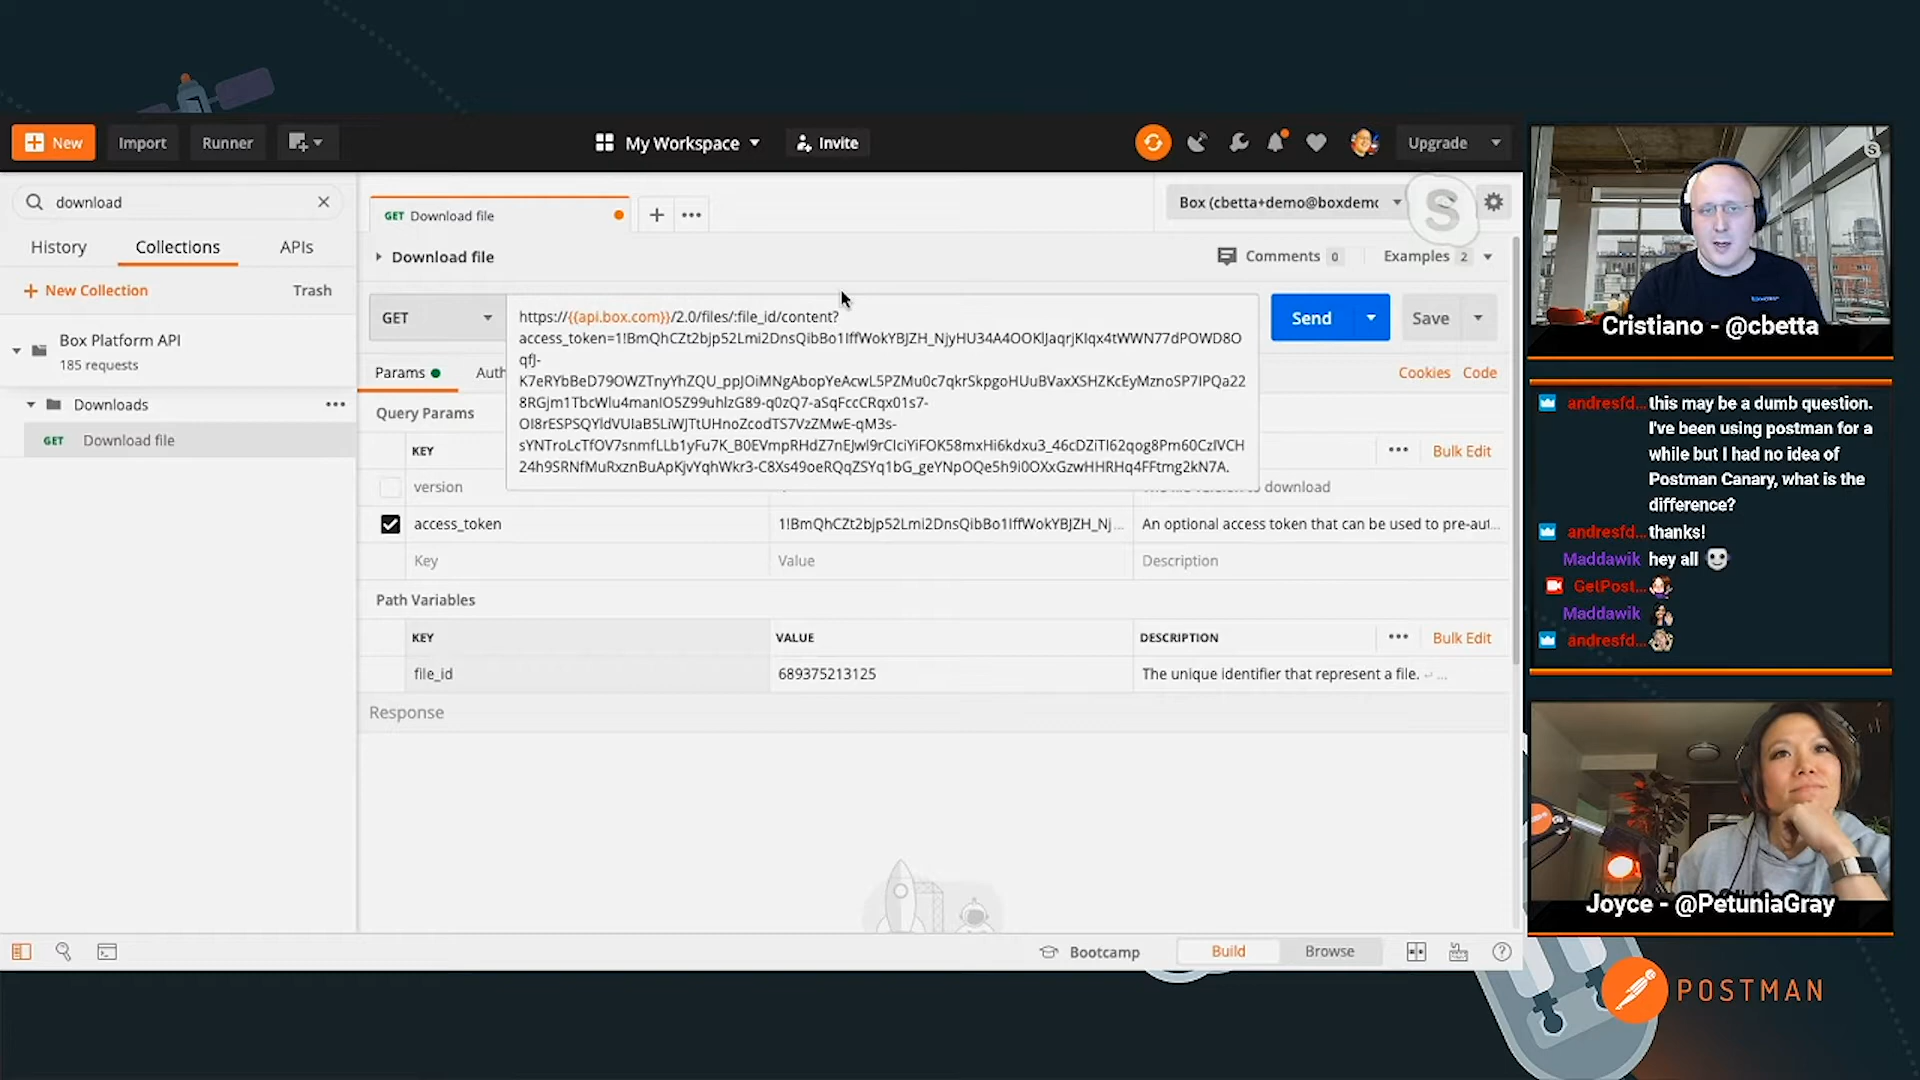 New
Import
Runner
My Workspace
Invite
Upgrade
download
History
Collections
APIs
New Collection
Trash
Box Platform API
185 requests
Downloads
GET Download file
GET Download file
Box (cbetta+demo@boxdemc
S
Download file
Comments 0
Examples 2
GET
https://{{api.box.com}}/2.0/files/:file_id/content?
Send
Save
Params
Auth
Cookies
Code
Query Params
KEY
Bulk Edit
version
download
access_token
An optional access token that can be used to pre-aut...
Key
Value
Description
Path Variables
KEY
VALUE
DESCRIPTION
Bulk Edit
file_id
689375213125
The unique identifier that represent a file.
Response
Bootcamp
Build
Browse
S
Cristiano - @cbetta
andresfd... this may be a dumb question.
I've been using postman for a
while but I had no idea of
Postman Canary, what is the
difference?
andresfd... thanks!
Maddawik hey all
GetPost...
Maddawik
andresfd...
Joyce - @PetuniaGray
POSTMAN